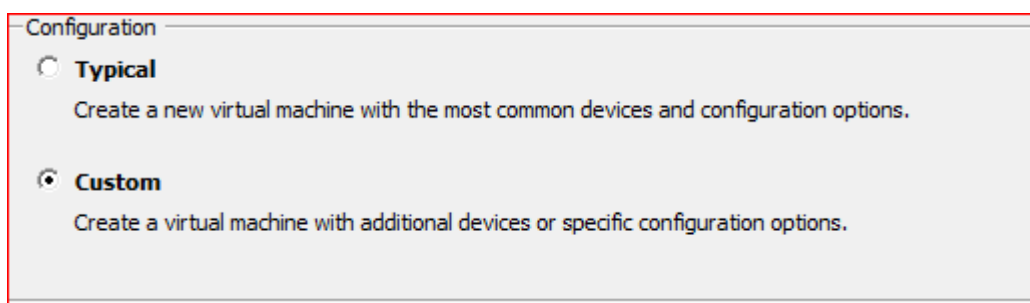 Configuration
Typical
Create a new virtual machine with the most common devices and configuration options.
Custom
Create a virtual machine with additional devices or specific configuration options.